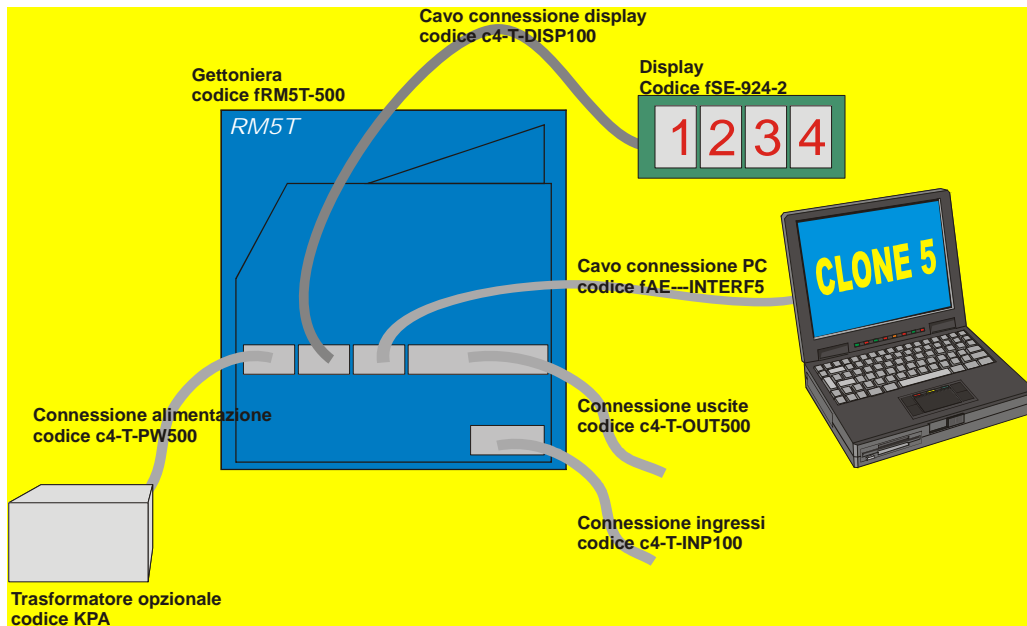 Cavo connessione display
codice c4-T-DISP100
Gettoniera
codice fRM5T-500
Display
Codice fSE-924-2
RM5T
1234
CLONE 5
Cavo connessione PC
codice fAE---INTERF5
Connessione alimentazione
codice c4-T-PW500
Connessione uscite
codice c4-T-OUT500
Connessione ingressi
codice c4-T-INP100
Trasformatore opzionale
codice KPA